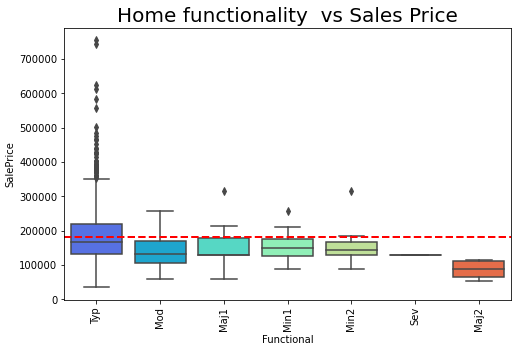 Home functionality  vs Sales Price
SalePrice
700000
600000
500000
400000
300000
200000
100000
0
Typ
Mod
Maj1
Min1
Min2
Sev
Maj2
Functional